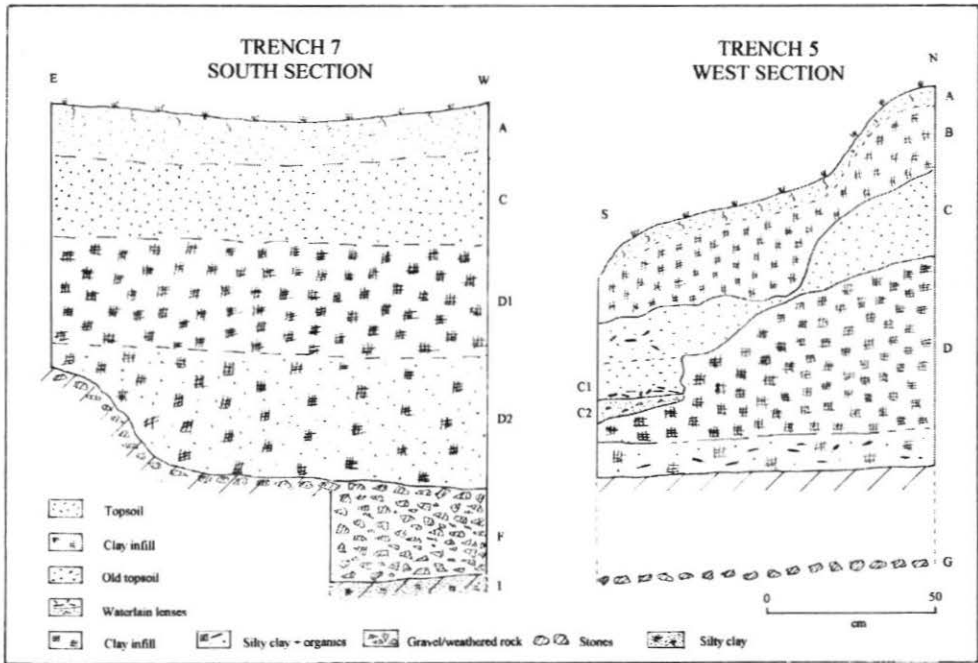 TRENCH 7
SOUTH SECTION
E
W
A
C
D1
D2
F
I
TRENCH 5
WEST SECTION
N
S
A
B
C
D
C1
C2
G
0 50
cm
Topsoil
Clay infill
Old topsoil
Waterlain lenses
Clay infill
Silty clay + organics
Gravel/weathered rock
Stones
Silty clay